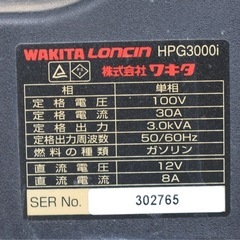 WAKITA LONCIN HPG3000i
株式会社 ワキタ
相 単相
定格電圧 100V
定格電流 30A
定格出力 3.0kVA
定格出力周波数 50/60Hz
燃料の種類 ガソリン
直流電圧 12V
直流電流 8A
SER No. 302765